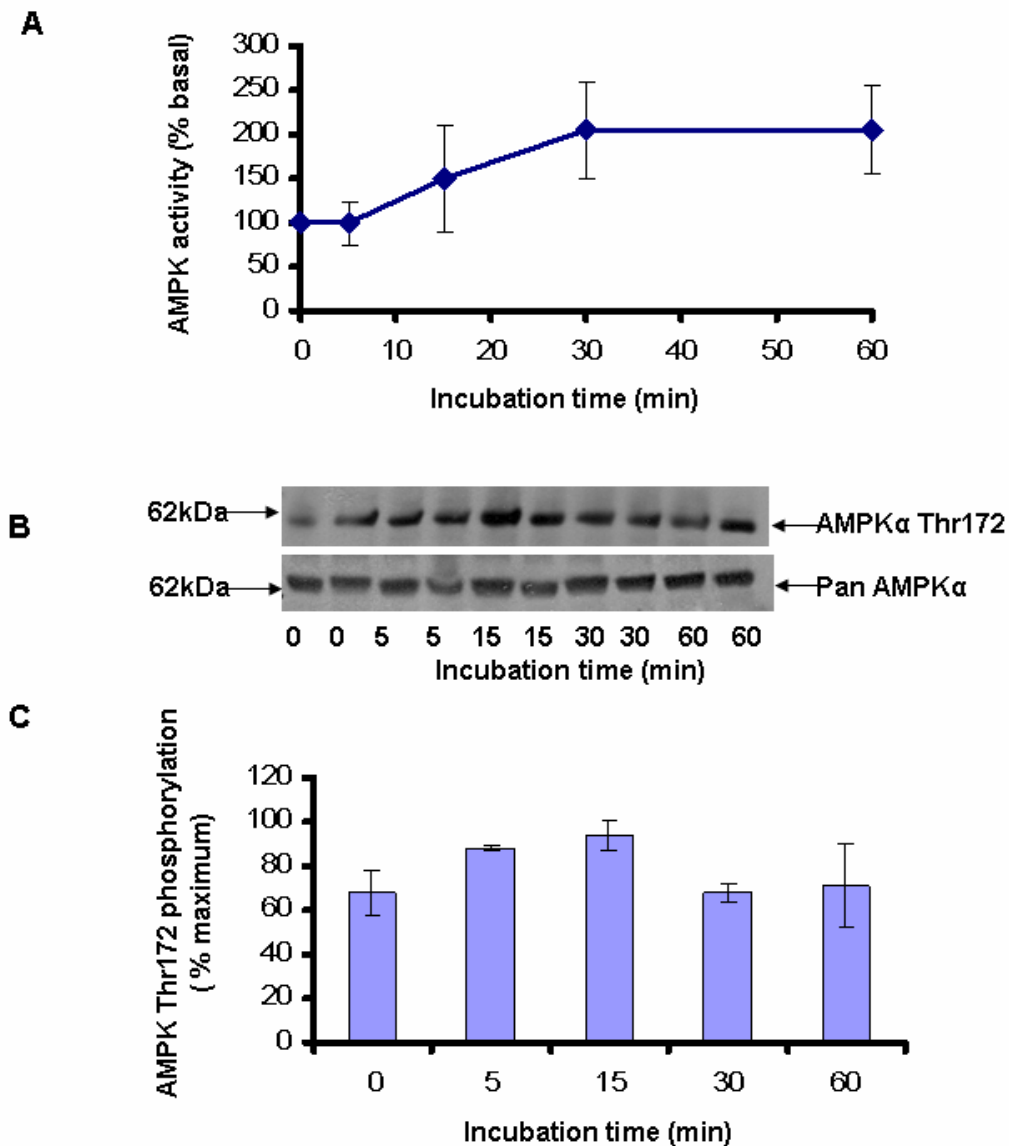 A
AMPK activity (% basal)
300
250
200
150
100
50
0
0 10 20 30 40 50 60
Incubation time (min)
B
62kDa
AMPKα Thr172
62kDa
Pan AMPKα
0 0 5 5 15 15 30 30 60 60
Incubation time (min)
C
AMPK Thr172 phosphorylation
( % maximum)
120
100
80
60
40
20
0
0 5 15 30 60
Incubation time (min)